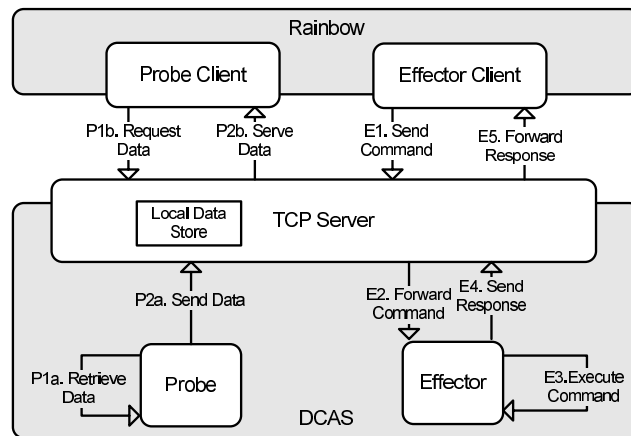 Rainbow
Probe Client
Effector Client
P1b. Request
Data
P2b. Serve
Data
E1. Send
Command
E5. Forward
Response
Local Data
Store
TCP Server
P2a. Send Data
E2. Forward
Command
E4. Send
Response
P1a. Retrieve
Data
Probe
Effector
E3.Execute
Command
DCAS